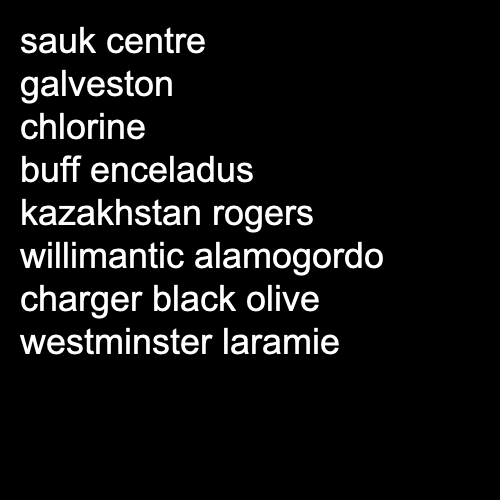 sauk centre
galveston
chlorine
buff enceladus
kazakhstan rogers
willimantic alamogordo
charger black olive
westminster laramie